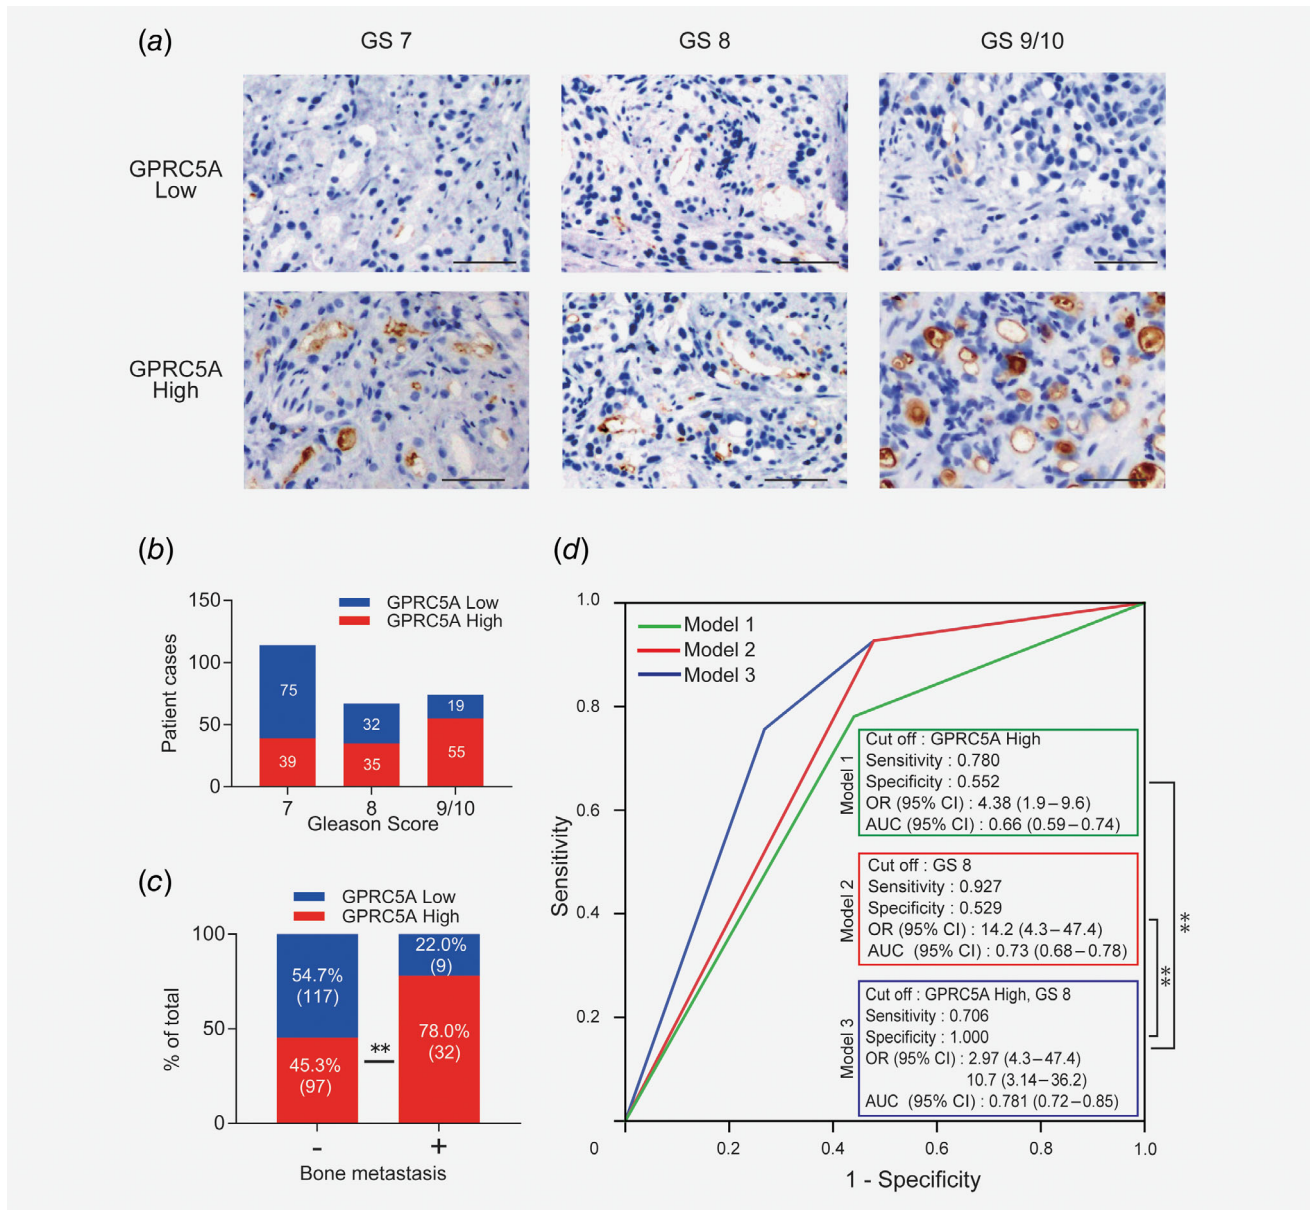 (a)
GS 7
GS 8
GS 9/10
GPRC5A
Low
GPRC5A
High
(b)
GPRC5A Low
GPRC5A High
Patient cases
150
100
50
0
75
39
32
35
19
55
7
8
9/10
Gleason Score
(c)
GPRC5A Low
GPRC5A High
% of total
100
50
0
54.7%
(117)
45.3%
(97)
**
22.0%
(9)
78.0%
(32)
-
+
Bone metastasis
(d)
Model 1
Model 2
Model 3
Sensitivity
1.0
0.8
0.6
0.4
0.2
0
0.2
0.4
0.6
0.8
1.0
1 - Specificity
Model 1
Cut off : GPRC5A High
Sensitivity : 0.780
Specificity : 0.552
OR (95% CI) : 4.38 (1.9–9.6)
AUC (95% CI) : 0.66 (0.59–0.74)
Model 2
Cut off : GS 8
Sensitivity : 0.927
Specificity : 0.529
OR (95% CI) : 14.2 (4.3–47.4)
AUC (95% CI) : 0.73 (0.68–0.78)
Model 3
Cut off : GPRC5A High, GS 8
Sensitivity : 0.706
Specificity : 1.000
OR (95% CI) : 2.97 (4.3–47.4)
10.7 (3.14–36.2)
AUC (95% CI) : 0.781 (0.72–0.85)
**
**